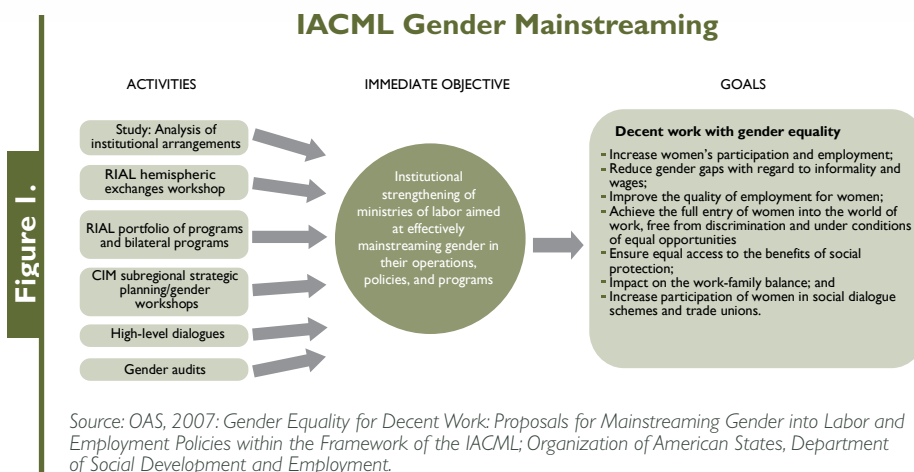 IACML Gender Mainstreaming
Figure 1.
ACTIVITIES
IMMEDIATE OBJECTIVE
GOALS
Study: Analysis of
institutional arrangements
RIAL hemispheric
exchanges workshop
RIAL portfolio of programs
and bilateral programs
CIM subregional strategic
planning/gender
workshops
High-level dialogues
Gender audits
Institutional
strengthening of
ministries of labor aimed
at effectively
mainstreaming gender in
their operations,
policies, and programs
Decent work with gender equality
- Increase women's participation and employment;
- Reduce gender gaps with regard to informality and
wages;
- Improve the quality of employment for women;
- Achieve the full entry of women into the world of
work, free from discrimination and under conditions
of equal opportunities
- Ensure equal access to the benefits of social
protection;
- Impact on the work-family balance; and
- Increase participation of women in social dialogue
schemes and trade unions.
Source: OAS, 2007: Gender Equality for Decent Work: Proposals for Mainstreaming Gender into Labor and
Employment Policies within the Framework of the IACML; Organization of American States, Department
of Social Development and Employment.